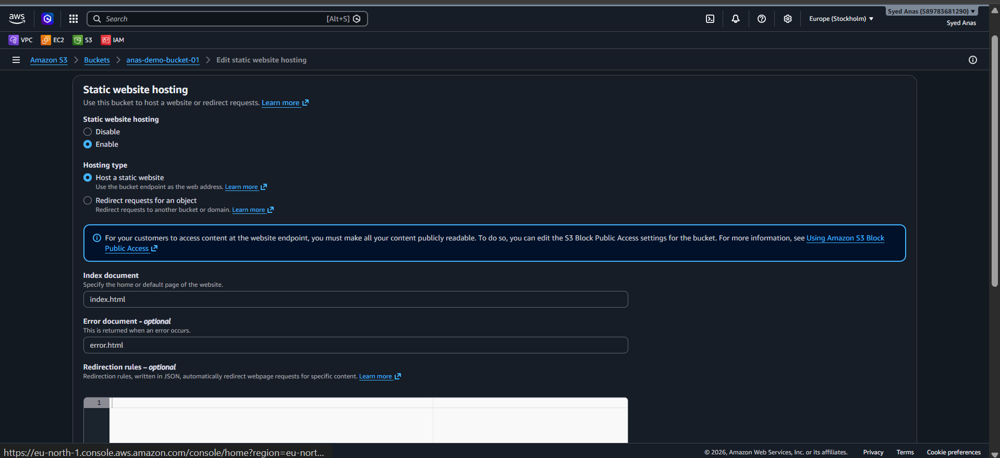 aws
Search
[Alt+S]
Europe (Stockholm)
Syed Anas (589783681290)
Syed Anas
VPC
EC2
S3
IAM
Amazon S3
Buckets
anas-demo-bucket-01
Edit static website hosting
Static website hosting
Use this bucket to host a website or redirect requests. Learn more
Static website hosting
Disable
Enable
Hosting type
Host a static website
Use the bucket endpoint as the web address. Learn more
Redirect requests for an object
Redirect requests to another bucket or domain. Learn more
For your customers to access content at the website endpoint, you must make all your content publicly readable. To do so, you can edit the S3 Block Public Access settings for the bucket. For more information, see Using Amazon S3 Block
Public Access
Index document
Specify the home or default page of the website.
index.html
Error document - optional
This is returned when an error occurs.
error.html
Redirection rules – optional
Redirection rules, written in JSON, automatically redirect webpage requests for specific content. Learn more
1
https://eu-north-1.console.aws.amazon.com/console/home?region=eu-nort...
© 2026, Amazon Web Services, Inc. or its affiliates.
Privacy
Terms
Cookie preferences